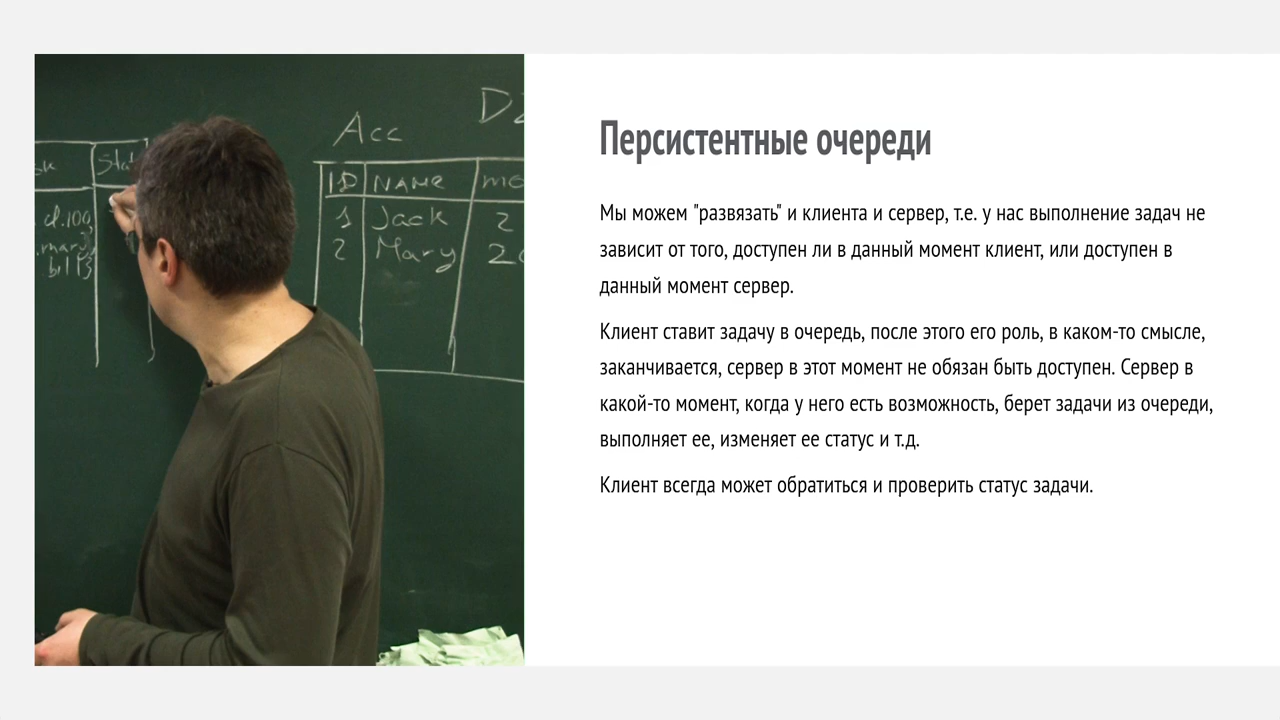 Acc
ID NAME
1 Jack 2
2 Mary
Персистентные очереди
Мы можем "развязать" и клиента и сервер, т.е. у нас выполнение задач не
зависит от того, доступен ли в данный момент клиент, или доступен в
данный момент сервер.
Клиент ставит задачу в очередь, после этого его роль, в каком-то смысле,
заканчивается, сервер в этот момент не обязан быть доступен. Сервер в
какой-то момент, когда у него есть возможность, берет задачи из очереди,
выполняет ее, изменяет ее статус и т.д.
Клиент всегда может обратиться и проверить статус задачи.